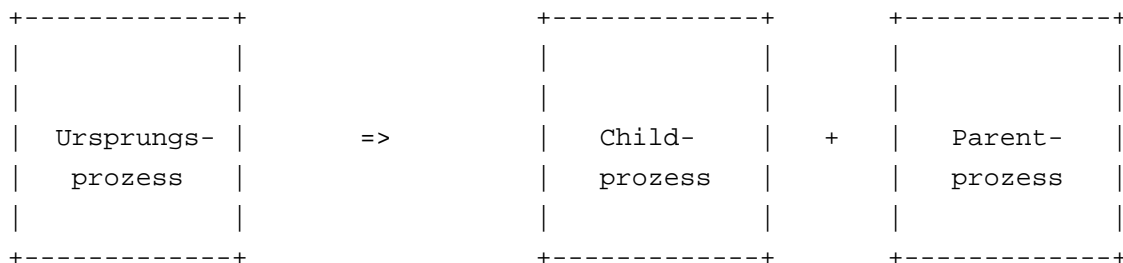 +-------------+                 +-------------+       +-------------+
|             |                 |             |       |             |
|             |                 |             |       |             |
|  Ursprungs- |       =>        |   Child-    |   +   |   Parent-   |
|   prozess   |                 |   prozess   |       |   prozess   |
|             |                 |             |       |             |
+-------------+                 +-------------+       +-------------+